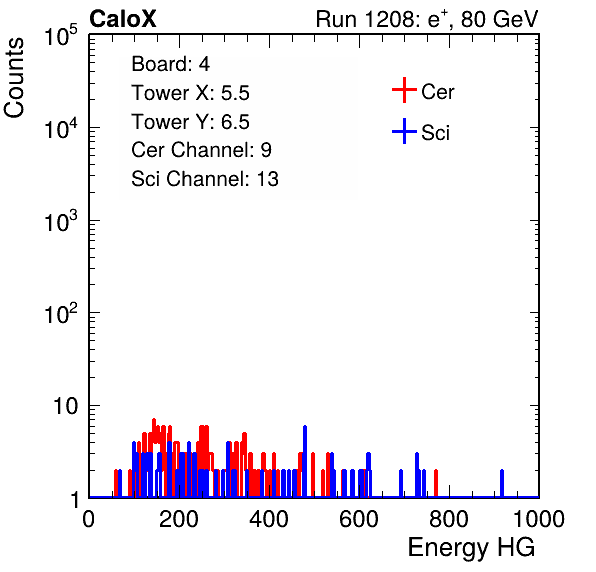 CaloX Run 1208: e⁺, 80 GeV
Counts
10⁵
10⁴
10³
10²
10
1
Board: 4
Tower X: 5.5
Tower Y: 6.5
Cer Channel: 9
Sci Channel: 13
Cer
Sci
0 200 400 600 800 1000
Energy HG